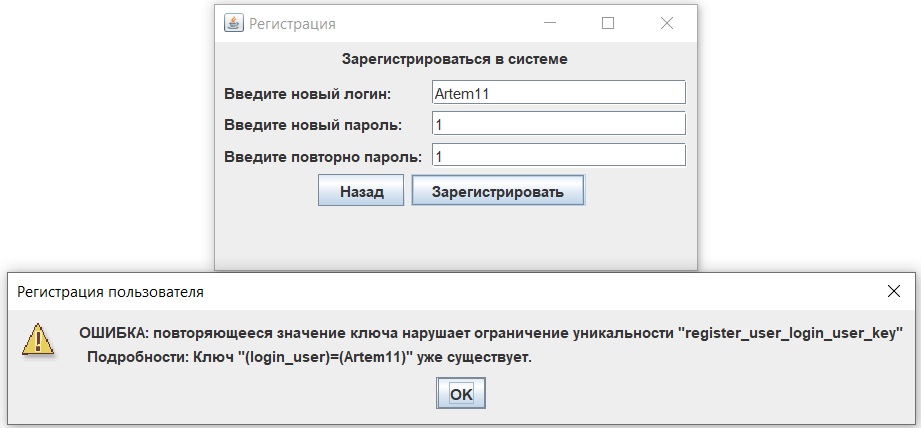 Регистрация
Зарегистрироваться в системе
Введите новый логин: Artem11
Введите новый пароль: 1
Введите повторно пароль: 1
Назад Зарегистрировать
Регистрация пользователя
ОШИБКА: повторяющееся значение ключа нарушает ограничение уникальности "register_user_login_user_key"
Подробности: Ключ "(login_user)=(Artem11)" уже существует.
OK